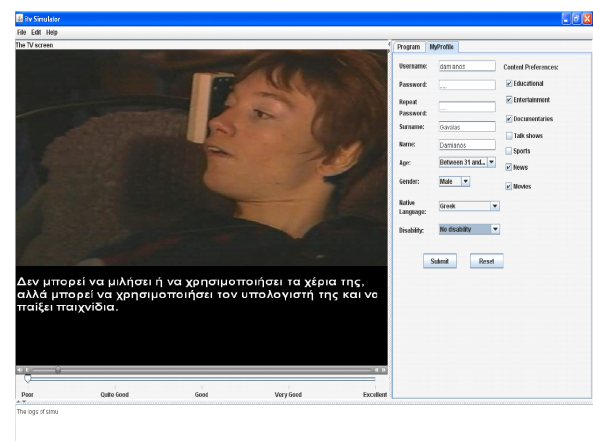 itv Simulator
File Edit Help
The TV screen
Δεν μπορεί να μιλήσει ή να χρησιμοποιήσει τα χέρια της,
αλλά μπορεί να χρησιμοποιήσει τον υπολογιστή της και να
παίξει παιχνίδια.
Poor Quite Good Good Very Good Excellent
The logs of simu
Program MyProfile
Username: damianos
Password:
Repeat
Password:
Surname: Gavalas
Name: Damianos
Age: Between 31 and...
Gender: Male
Native
Language: Greek
Disability: No disability
Submit Reset
Content Preferences:
Educational
Entertainment
Documentaries
Talk shows
Sports
News
Movies